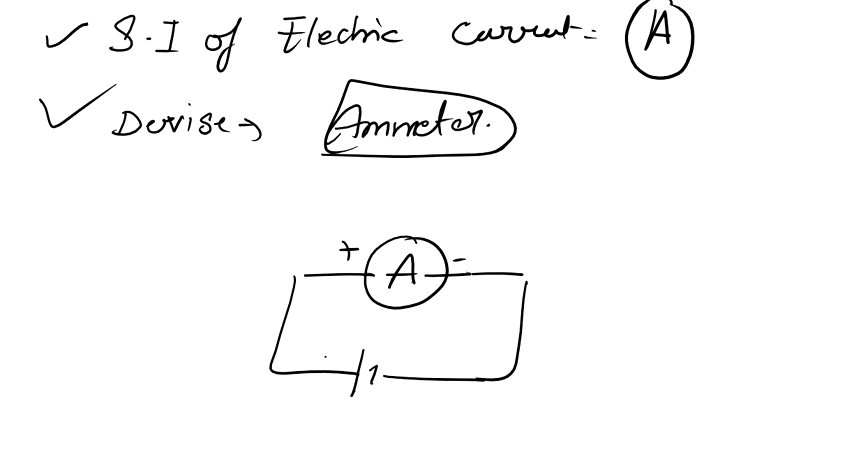 S.I of Electric Current = A
Devise → Ammeter.
+ A -